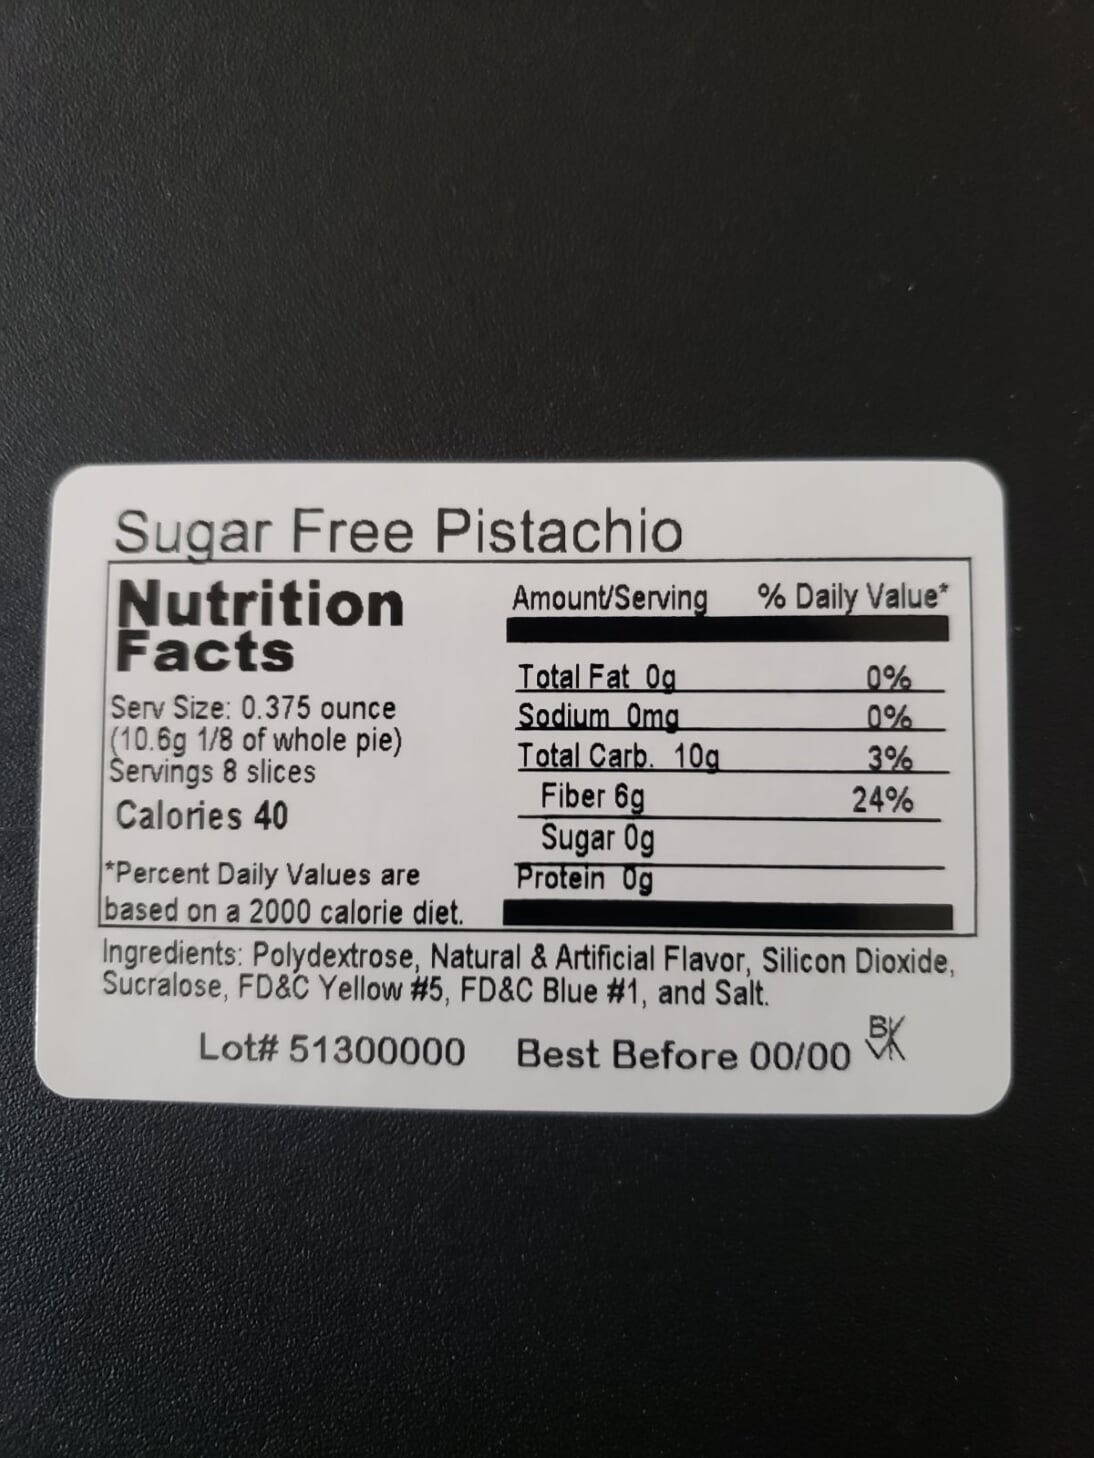 Sugar Free Pistachio
Nutrition
Facts
Serv Size: 0.375 ounce
(10.6g 1/8 of whole pie)
Servings 8 slices
Calories 40
*Percent Daily Values are
based on a 2000 calorie diet.
Amount/Serving % Daily Value*
Total Fat 0g 0%
Sodium 0mg 0%
Total Carb. 10g 3%
Fiber 6g 24%
Sugar 0g
Protein 0g
Ingredients: Polydextrose, Natural & Artificial Flavor, Silicon Dioxide,
Sucralose, FD&C Yellow #5, FD&C Blue #1, and Salt.
Lot# 51300000 Best Before 00/00